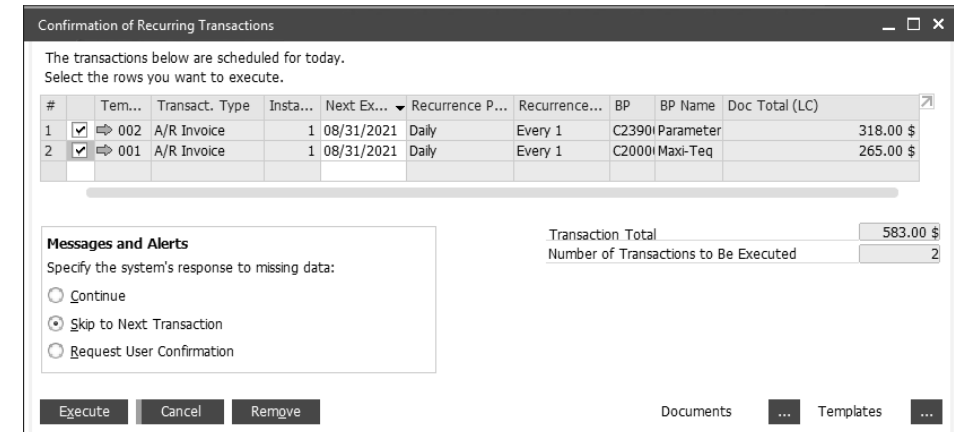 Confirmation of Recurring Transactions
The transactions below are scheduled for today.
Select the rows you want to execute.
# Tem... Transact. Type Insta... Next Ex... Recurrence P... Recurrence... BP BP Name Doc Total (LC)
1 002 A/R Invoice 1 08/31/2021 Daily Every 1 C2390 Parameter 318.00 $
2 001 A/R Invoice 1 08/31/2021 Daily Every 1 C2000 Maxi-Teq 265.00 $
Messages and Alerts
Specify the system's response to missing data:
Continue
Skip to Next Transaction
Request User Confirmation
Transaction Total 583.00 $
Number of Transactions to Be Executed 2
Execute Cancel Remove Documents ... Templates ...